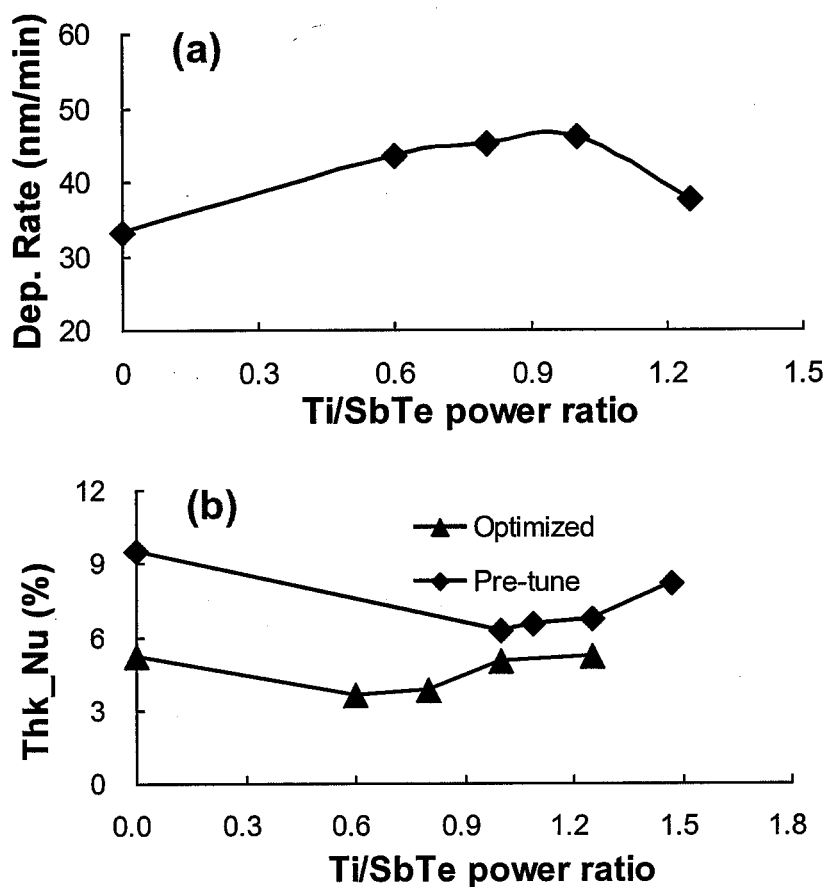 (a)
Dep. Rate (nm/min)
60
50
40
30
20
0 0.3 0.6 0.9 1.2 1.5
Ti/SbTe power ratio
(b)
Thk_Nu (%)
12
9
6
3
0
Optimized
Pre-tune
0.0 0.3 0.6 0.9 1.2 1.5 1.8
Ti/SbTe power ratio